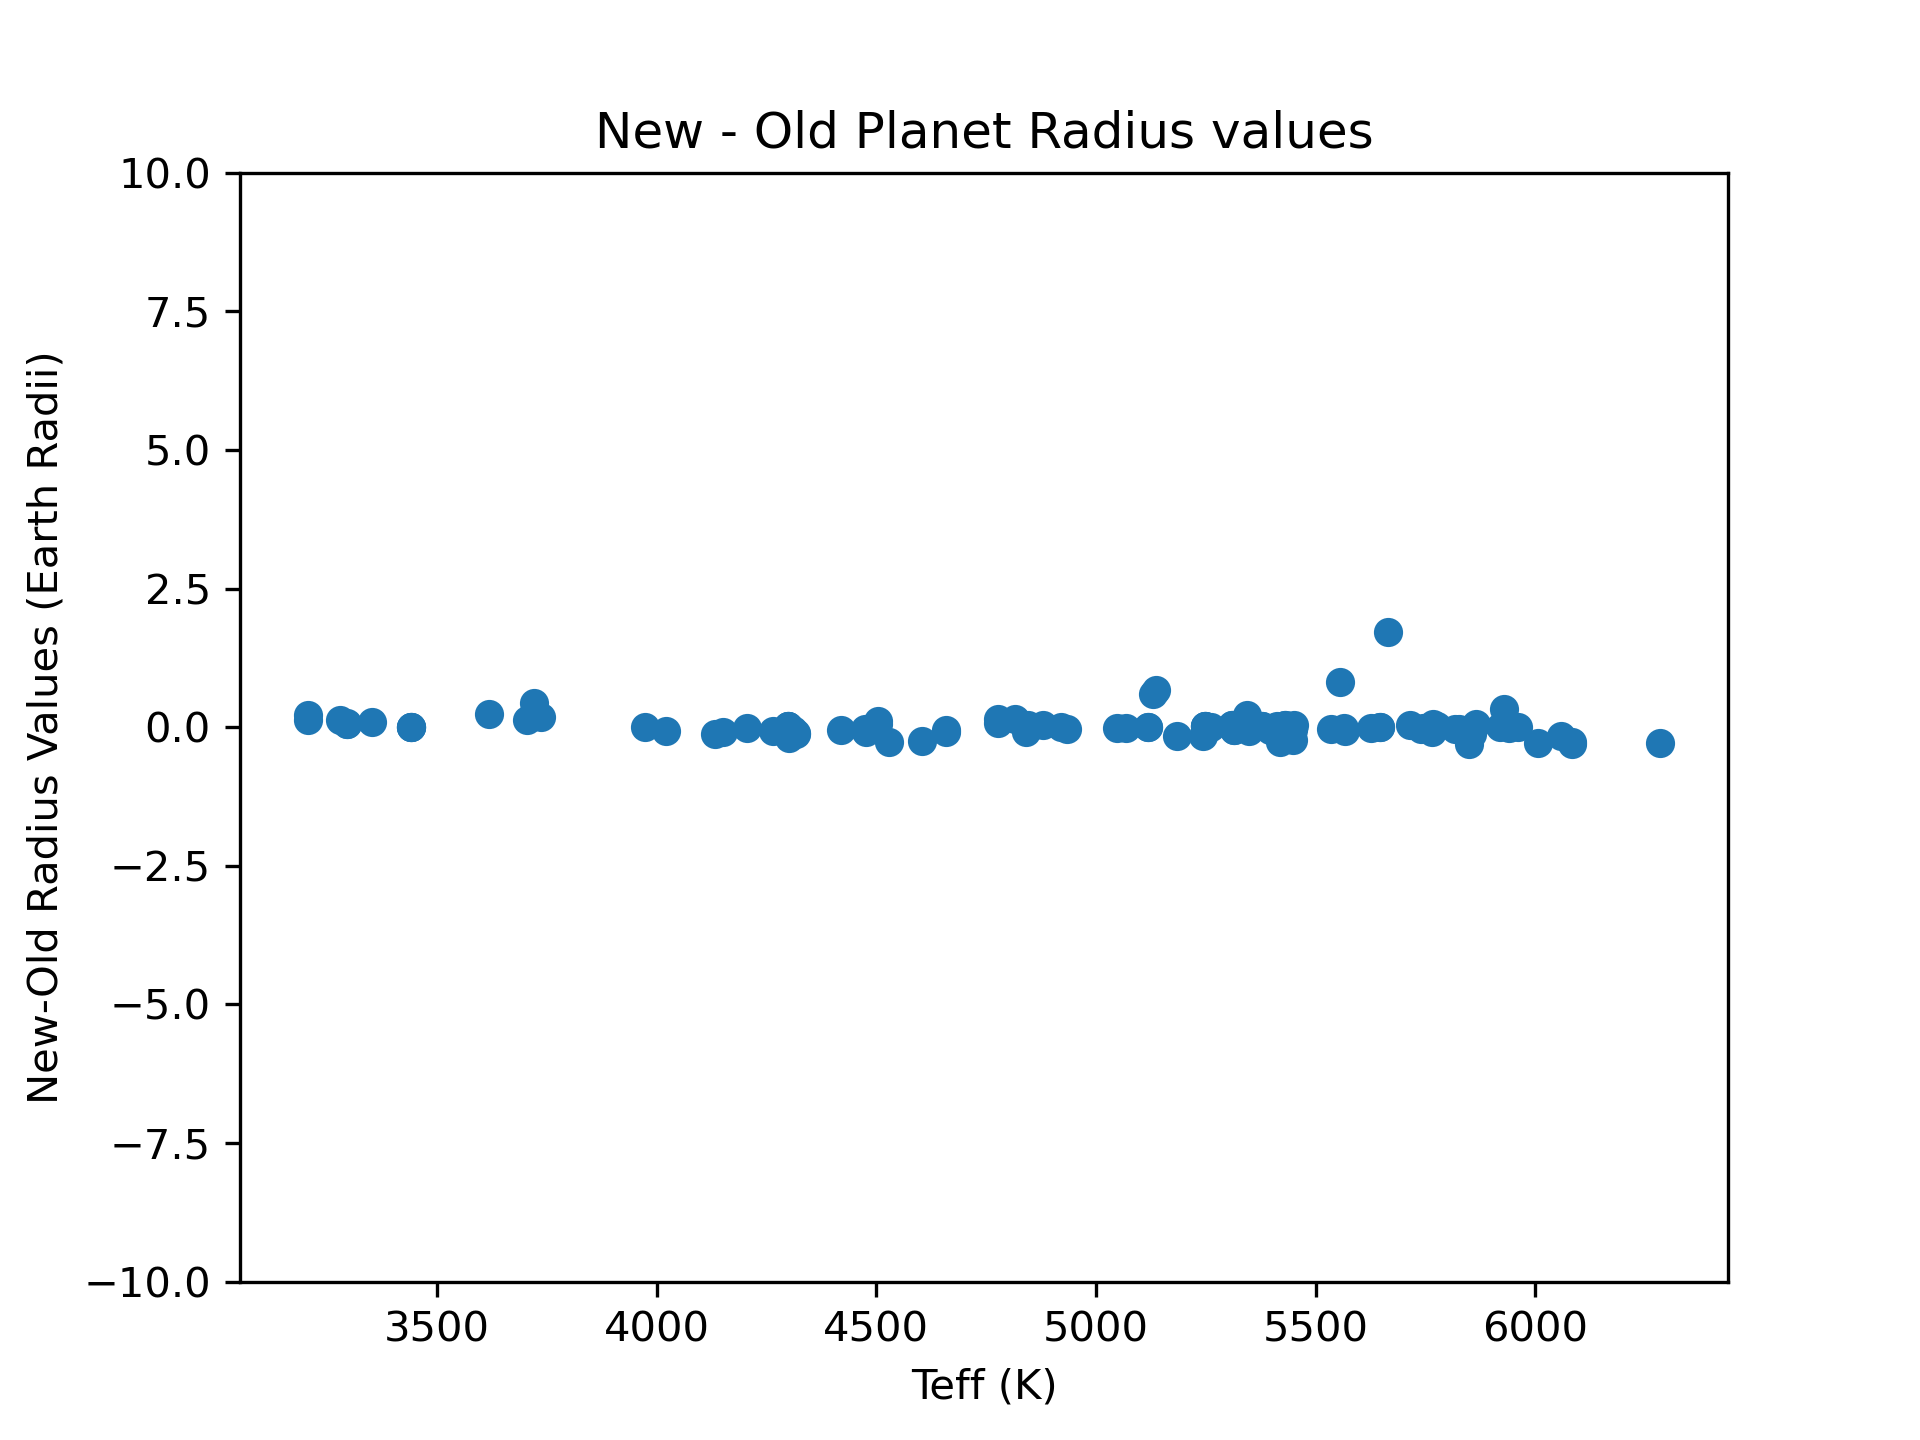 New - Old Planet Radius values
10.0
7.5
5.0
2.5
0.0
−2.5
−5.0
−7.5
−10.0
New-Old Radius Values (Earth Radii)
3500 4000 4500 5000 5500 6000
Teff (K)